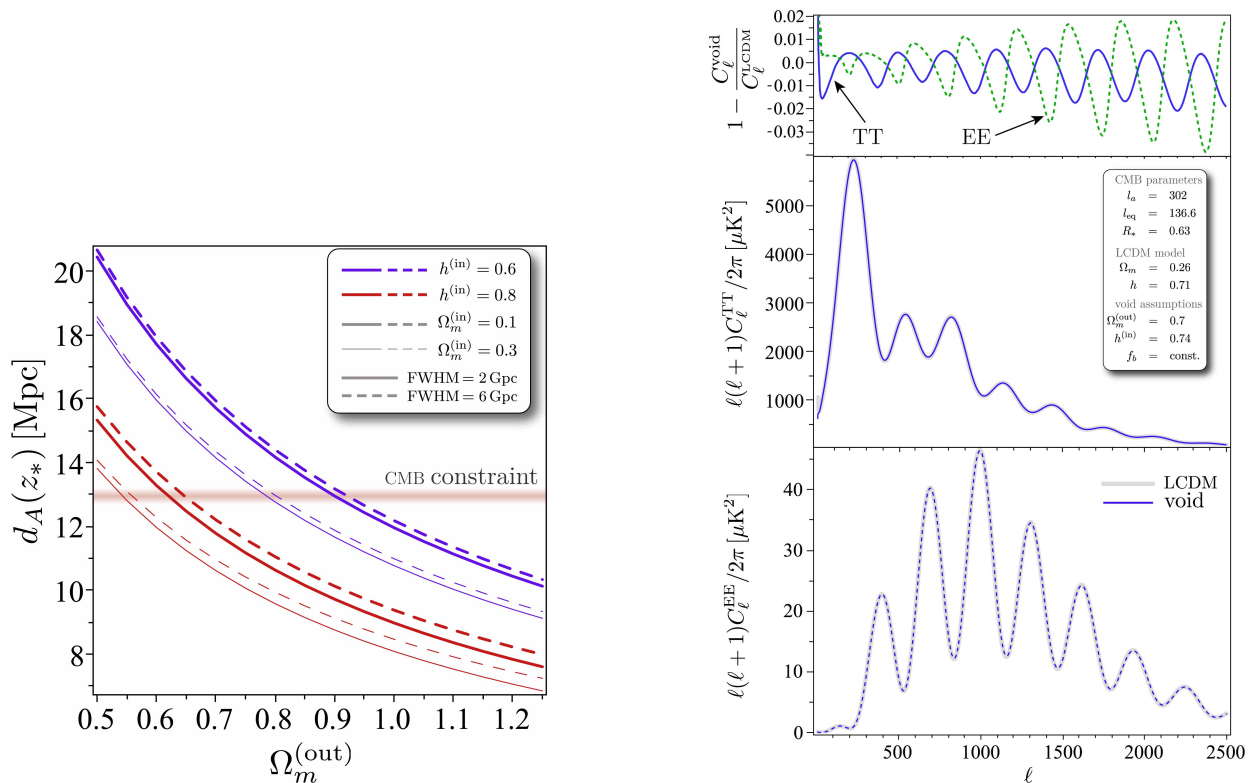 20
18
16
14
12
10
8
d_A(z_*) [Mpc]
h^(in) = 0.6
h^(in) = 0.8
Ω_m^(in) = 0.1
Ω_m^(in) = 0.3
FWHM = 2 Gpc
FWHM = 6 Gpc
CMB constraint
0.5 0.6 0.7 0.8 0.9 1.0 1.1 1.2
Ω_m^(out)
0.02
0.01
0.0
-0.01
-0.02
-0.03
1 − C_ℓ^void / C_ℓ^LCDM
TT
EE
5000
4000
3000
2000
1000
ℓ(ℓ+1)C_ℓ^TT/2π [μK²]
CMB parameters
l_a = 302
l_eq = 136.6
R_* = 0.63
LCDM model
Ω_m = 0.26
h = 0.71
void assumptions
Ω_m^(out) = 0.7
h^(in) = 0.74
f_b = const.
40
30
20
10
0
ℓ(ℓ+1)C_ℓ^EE/2π [μK²]
LCDM
void
500 1000 1500 2000 2500
ℓ